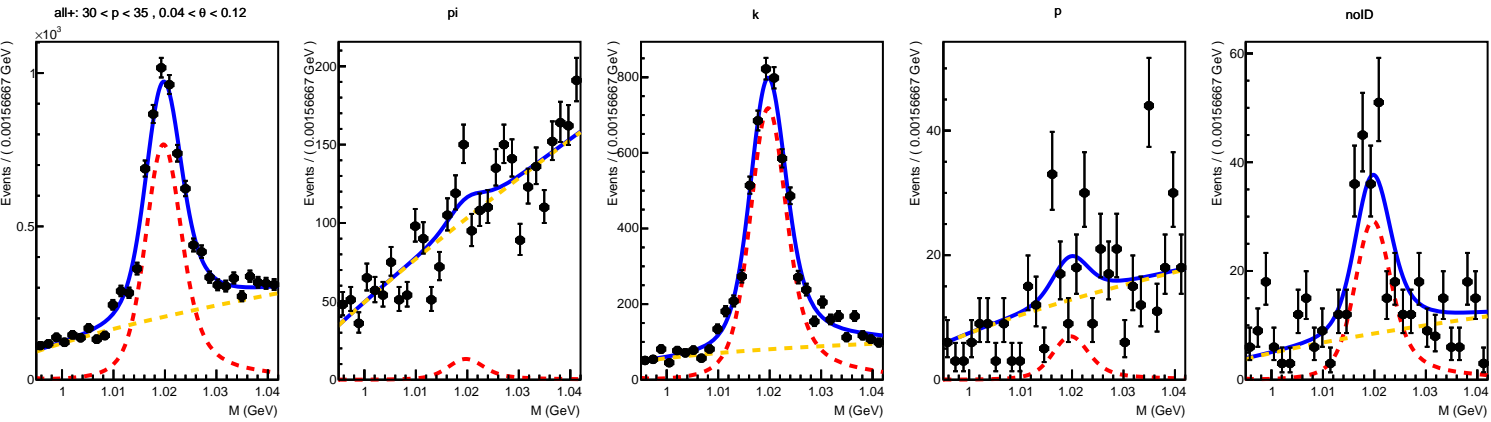 all+: 30 < p < 35 , 0.04 < θ < 0.12
×10³
Events / ( 0.00156667 GeV )
1
0.5
0
1 1.01 1.02 1.03 1.04
M (GeV)
pi
Events / ( 0.00156667 GeV )
200
150
100
50
0
1 1.01 1.02 1.03 1.04
M (GeV)
k
Events / ( 0.00156667 GeV )
800
600
400
200
0
1 1.01 1.02 1.03 1.04
M (GeV)
p
Events / ( 0.00156667 GeV )
40
20
0
1 1.01 1.02 1.03 1.04
M (GeV)
noID
Events / ( 0.00156667 GeV )
60
40
20
0
1 1.01 1.02 1.03 1.04
M (GeV)